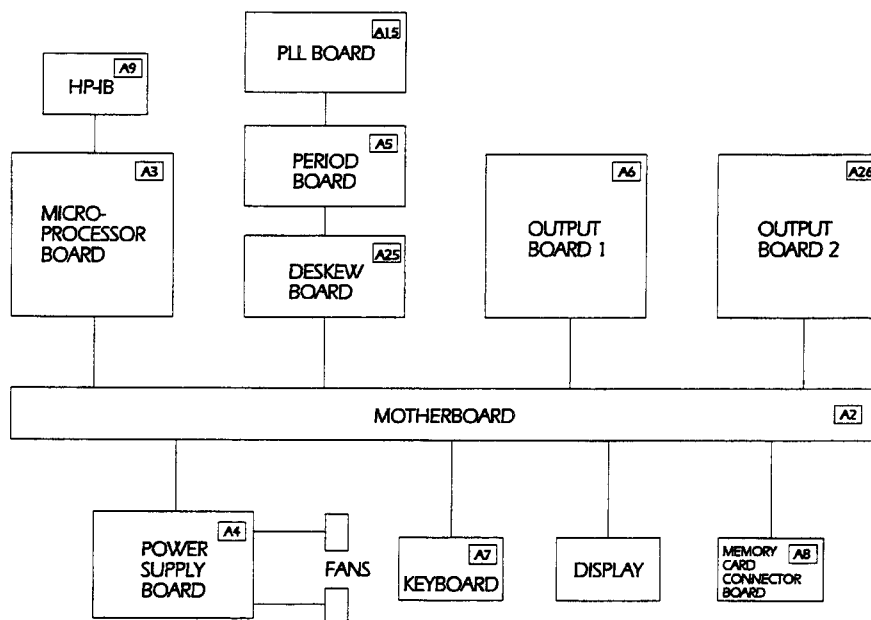 A15
PLL BOARD
A9
HP-IB
A3
MICRO-
PROCESSOR
BOARD
A5
PERIOD
BOARD
A25
DESKEW
BOARD
A6
OUTPUT
BOARD 1
A26
OUTPUT
BOARD 2
MOTHERBOARD
A2
A4
POWER
SUPPLY
BOARD
FANS
A7
KEYBOARD
DISPLAY
A8
MEMORY
CARD
CONNECTOR
BOARD